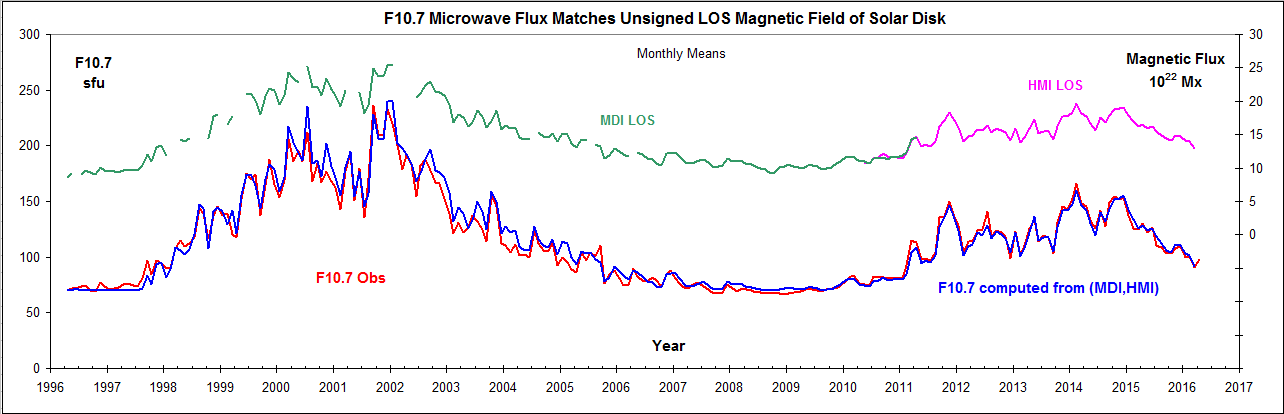 F10.7 Microwave Flux Matches Unsigned LOS Magnetic Field of Solar Disk
300
250
200
150
100
50
0
F10.7
sfu
Monthly Means
Magnetic Flux
10²² Mx
30
25
20
15
10
5
0
MDI LOS
HMI LOS
F10.7 Obs
F10.7 computed from (MDI,HMI)
Year
1996 1997 1998 1999 2000 2001 2002 2003 2004 2005 2006 2007 2008 2009 2010 2011 2012 2013 2014 2015 2016 2017